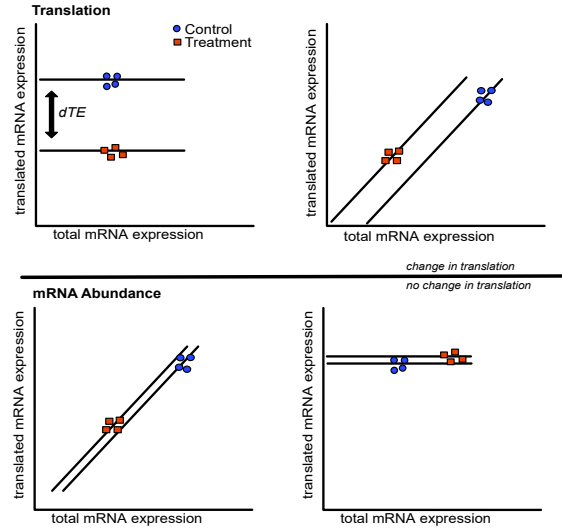 Translation
Control
Treatment
translated mRNA expression
dTE
total mRNA expression
translated mRNA expression
total mRNA expression
change in translation
no change in translation
mRNA Abundance
translated mRNA expression
total mRNA expression
translated mRNA expression
total mRNA expression